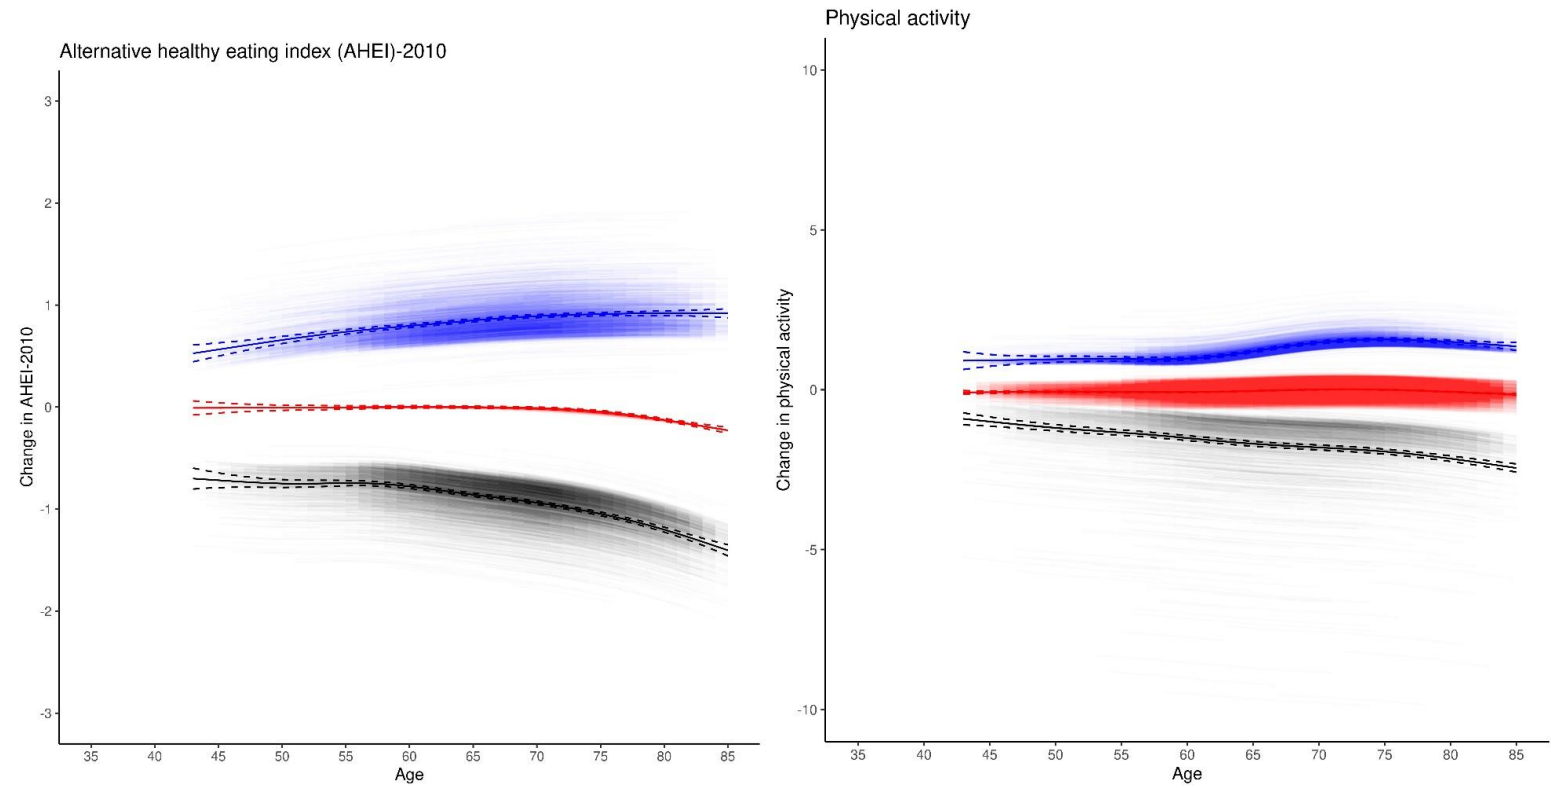 Alternative healthy eating index (AHEI)-2010
Change in AHEI-2010
3
2
1
0
-1
-2
-3
35 40 45 50 55 60 65 70 75 80 85
Age
Physical activity
Change in physical activity
10
5
0
-5
-10
35 40 45 50 55 60 65 70 75 80 85
Age